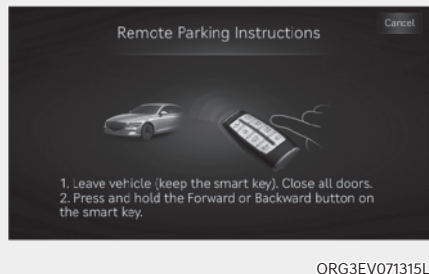 Cancel
Remote Parking Instructions
1. Leave vehicle (keep the smart key). Close all doors.
2. Press and hold the Forward or Backward button on
the smart key.
ORG3EV071315L